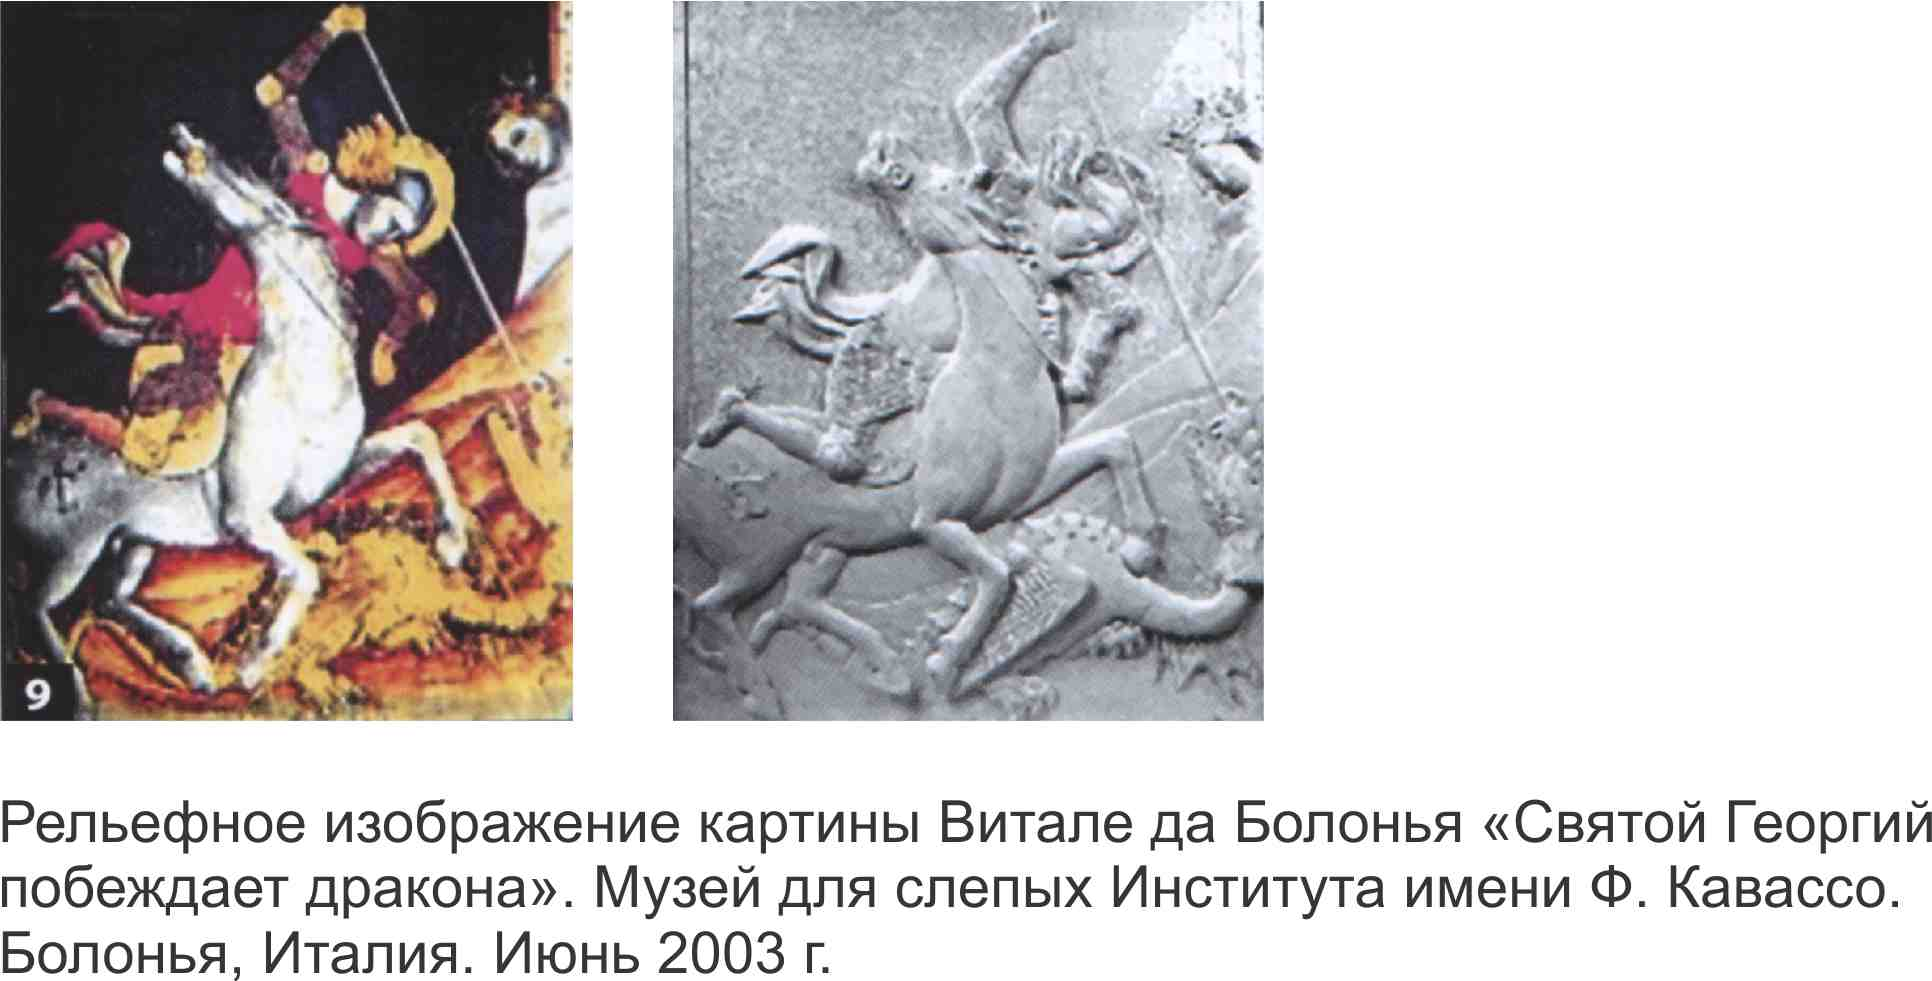 9
Рельефное изображение картины Витале да Болонья «Святой Георгий
побеждает дракона». Музей для слепых Института имени Ф. Кавассо.
Болонья, Италия. Июнь 2003 г.